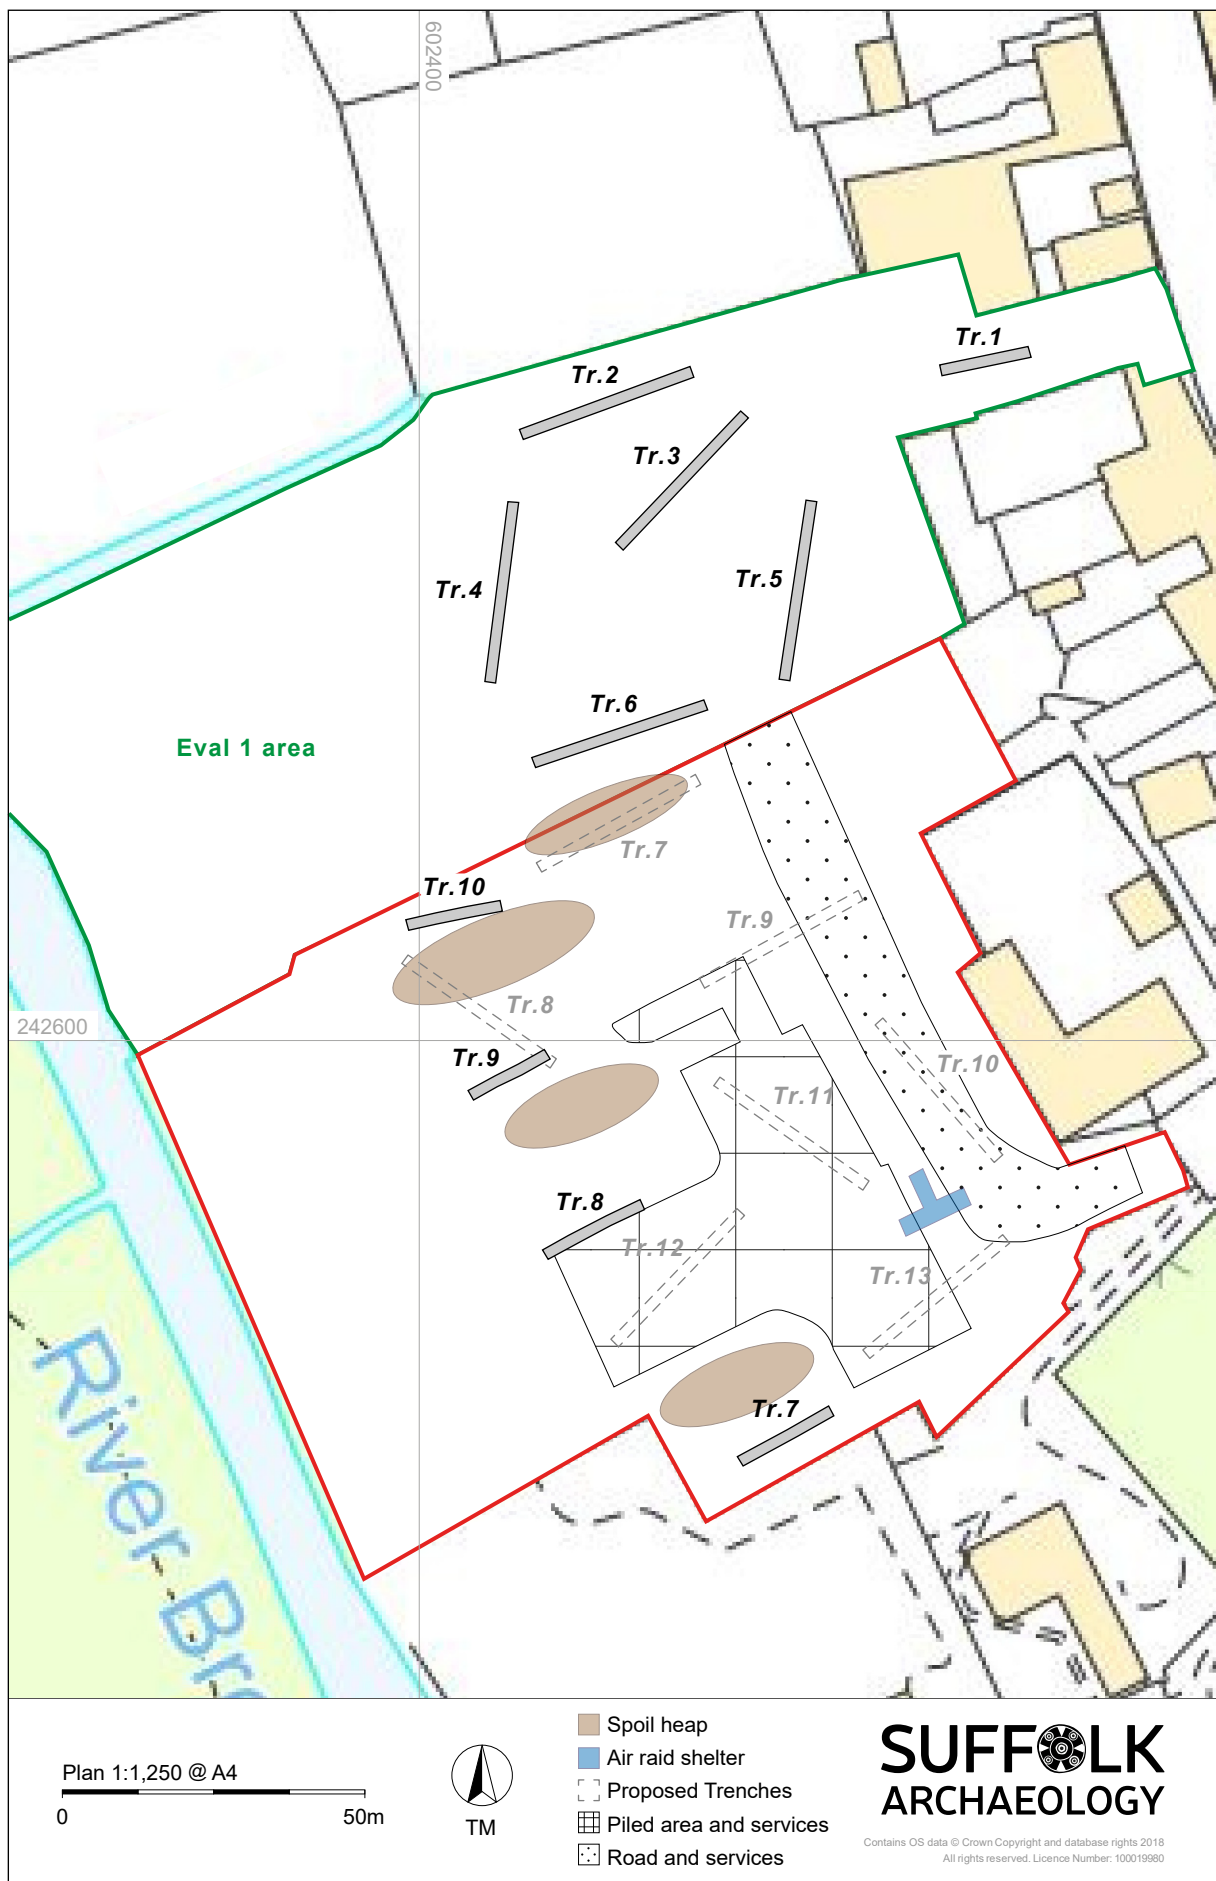 602400
Tr.1
Tr.2
Tr.3
Tr.4
Tr.5
Tr.6
Eval 1 area
Tr.7
Tr.10
Tr.9
Tr.8
242600
Tr.9
Tr.10
Tr.11
Tr.8
Tr.12
Tr.13
Tr.7
River Bre
Plan 1:1,250 @ A4
0 50m
TM
Spoil heap
Air raid shelter
Proposed Trenches
Piled area and services
Road and services
SUFFOLK
ARCHAEOLOGY
Contains OS data © Crown Copyright and database rights 2018
All rights reserved. Licence Number: 100019980